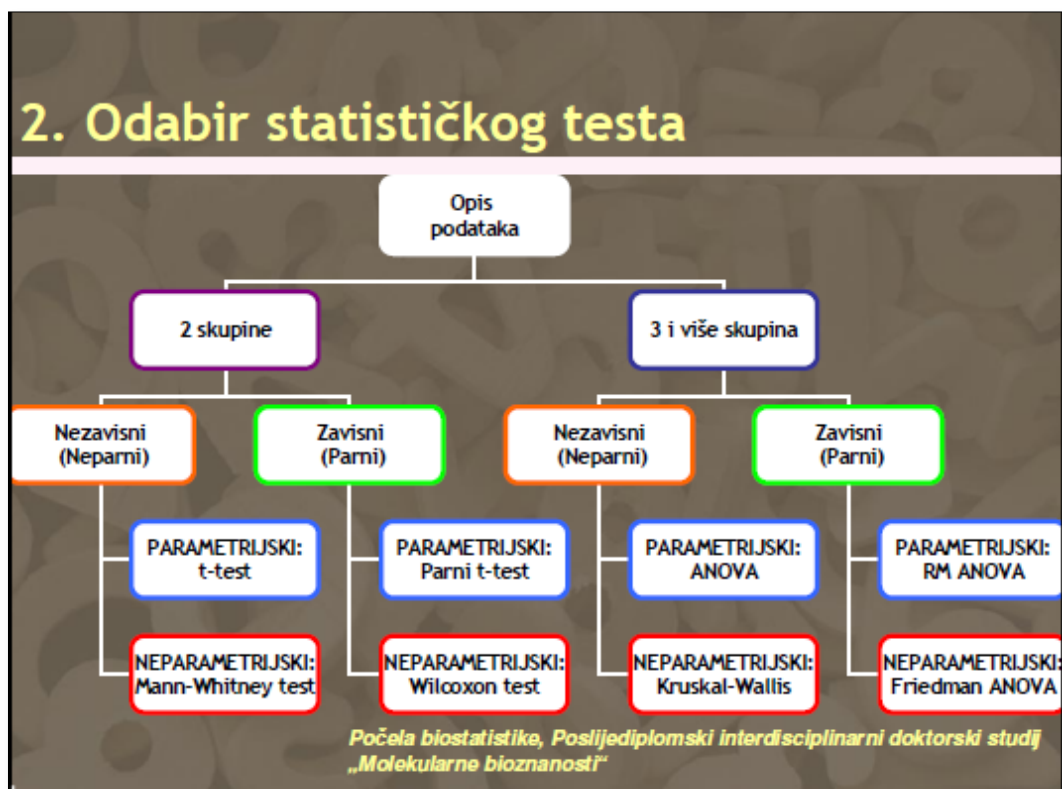 2. Odabir statističkog testa
Opis
podataka
2 skupine
3 i više skupina
Nezavisni
(Neparni)
Zavisni
(Parni)
Nezavisni
(Neparni)
Zavisni
(Parni)
PARAMETRIJSKI:
t-test
PARAMETRIJSKI:
Parni t-test
PARAMETRIJSKI:
ANOVA
PARAMETRIJSKI:
RM ANOVA
NEPARAMETRIJSKI:
Mann-Whitney test
NEPARAMETRIJSKI:
Wilcoxon test
NEPARAMETRIJSKI:
Kruskal-Wallis
NEPARAMETRIJSKI:
Friedman ANOVA
Počela biostatistike, Poslijediplomski interdisciplinarni doktorski studij
„Molekularne bioznanosti“